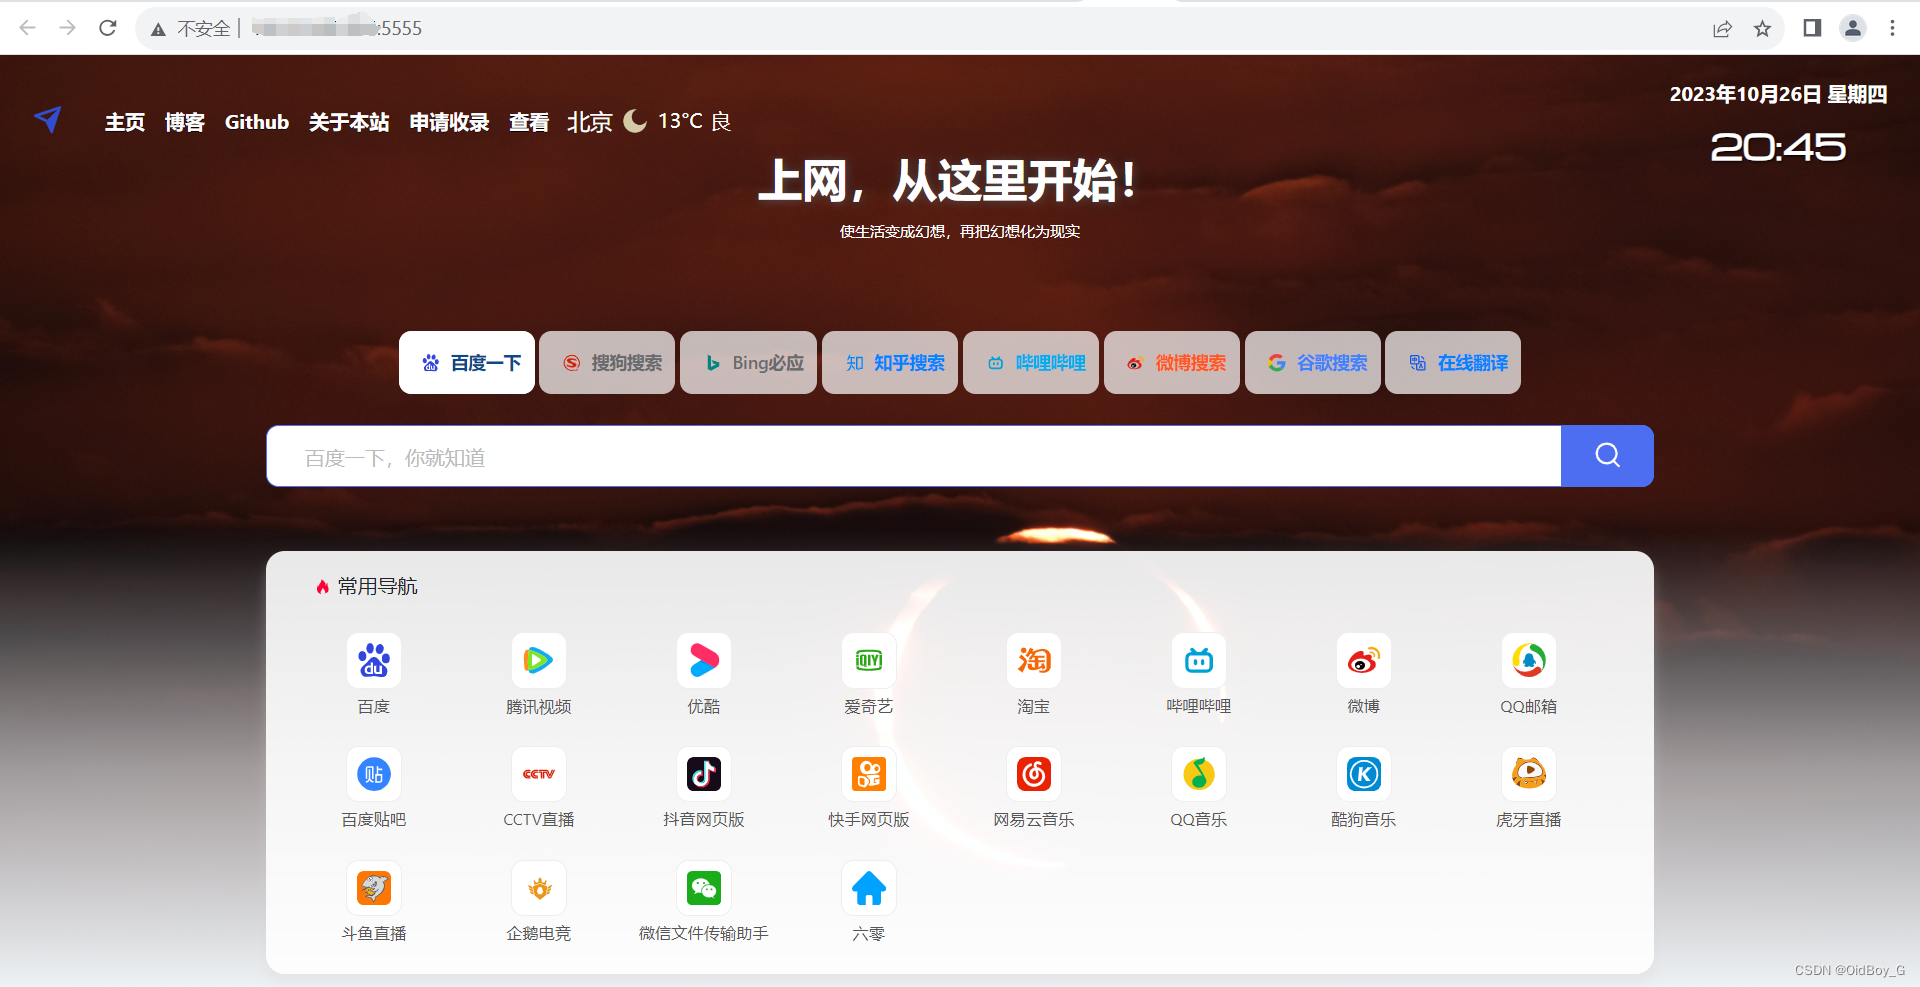 不安全 :5555
2023年10月26日 星期四
主页 博客 Github 关于本站 申请收录 查看 北京 13°C 良
20:45
上网，从这里开始！
使生活变成幻想，再把幻想化为现实
百度一下 搜狗搜索 Bing必应 知乎搜索 哔哩哔哩 微博搜索 谷歌搜索 在线翻译
百度一下，你就知道
常用导航
du iQIYI 淘
百度 腾讯视频 优酷 爱奇艺 淘宝 哔哩哔哩 微博 QQ邮箱
贴 CCTV K
百度贴吧 CCTV直播 抖音网页版 快手网页版 网易云音乐 QQ音乐 酷狗音乐 虎牙直播
斗鱼直播 企鹅电竞 微信文件传输助手 六零
CSDN @OidBoy_G